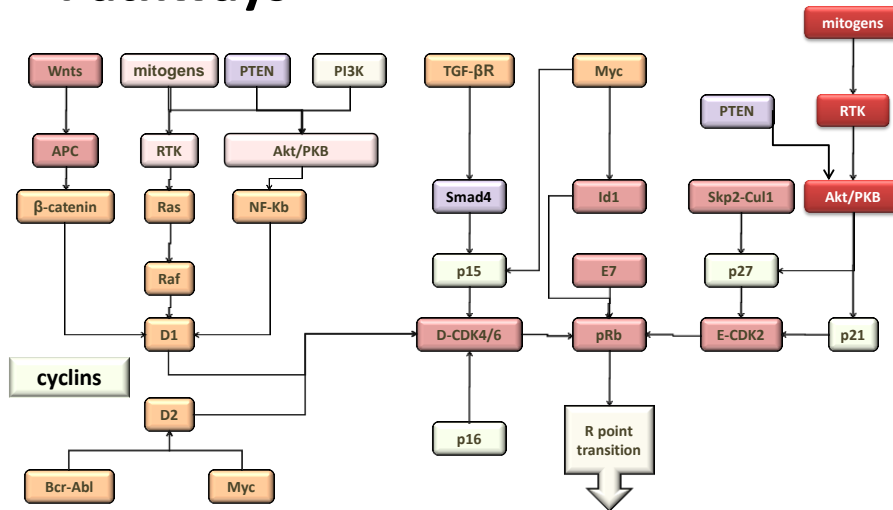 Pathways
mitogens
Wnts
mitogens
PTEN
PI3K
TGF-βR
Myc
PTEN
RTK
APC
RTK
Akt/PKB
β-catenin
Ras
NF-Kb
Smad4
Id1
Skp2-Cul1
Akt/PKB
Raf
p15
E7
p27
D1
D-CDK4/6
pRb
E-CDK2
p21
cyclins
D2
p16
R point
transition
Bcr-Abl
Myc